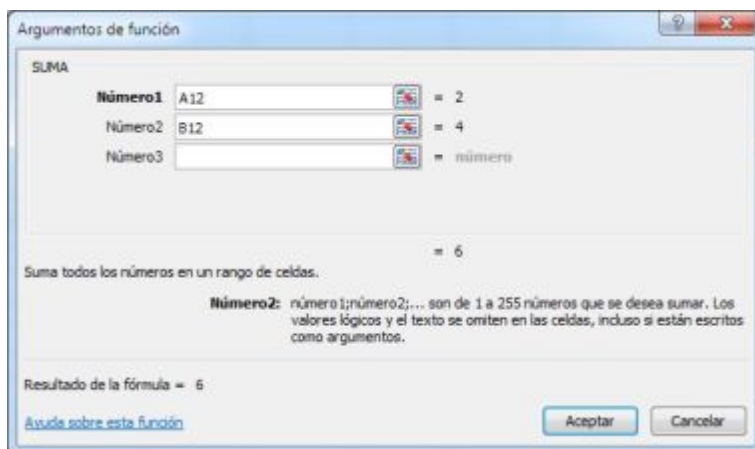 Argumentos de función
SUMA
Número1 A12 = 2
Número2 B12 = 4
Número3 = número
= 6
Suma todos los números en un rango de celdas.
Número2: número1;número2;... son de 1 a 255 números que se desea sumar. Los
valores lógicos y el texto se omiten en las celdas, incluso si están escritos
como argumentos.
Resultado de la fórmula = 6
Ayuda sobre esta función
Aceptar Cancelar